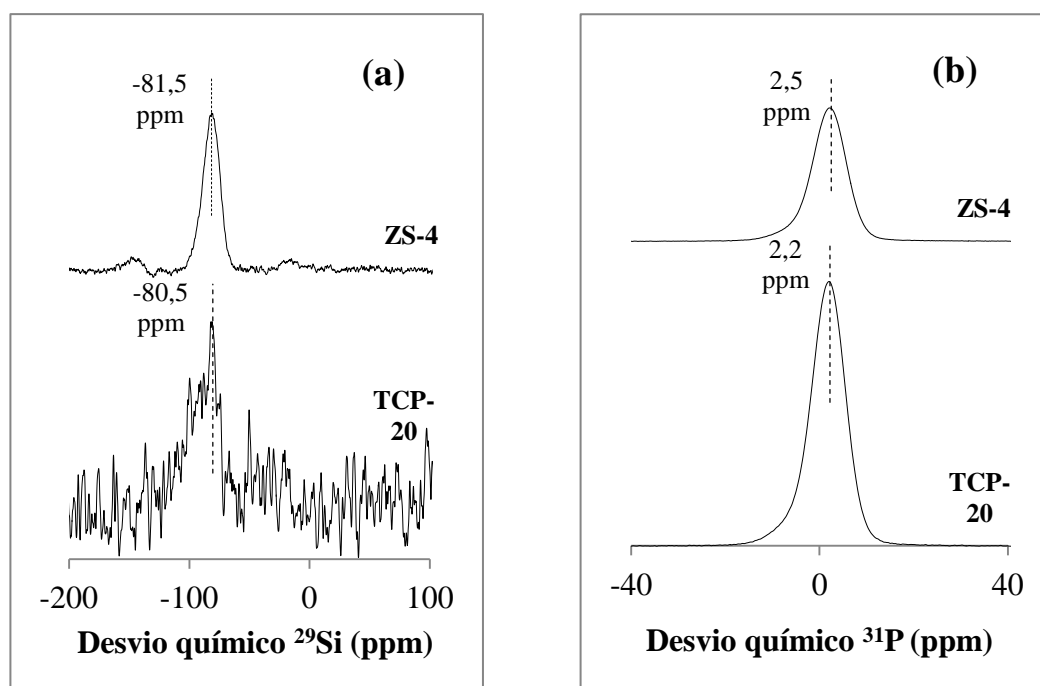 (a)
-81,5
ppm
ZS-4
-80,5
ppm
TCP-
20
-200 -100 0 100
Desvio químico ²⁹Si (ppm)
(b)
2,5
ppm
ZS-4
2,2
ppm
TCP-
20
-40 0 40
Desvio químico ³¹P (ppm)